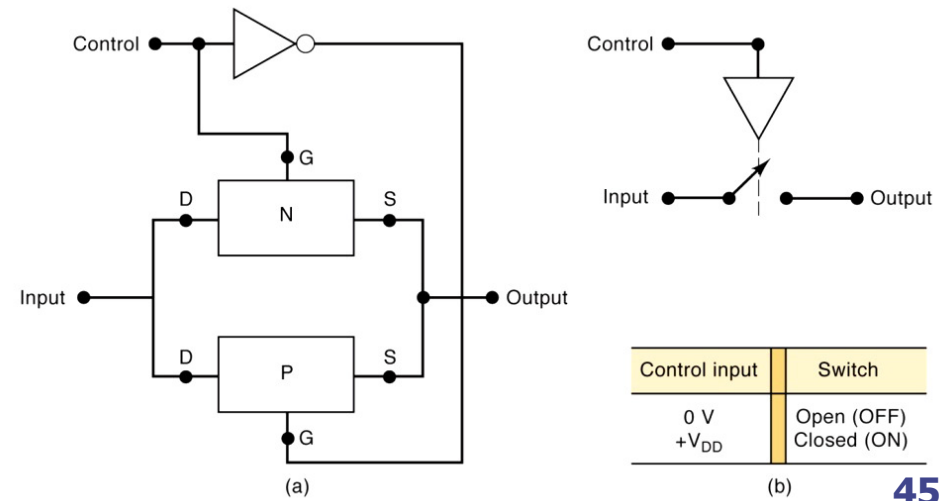 Control
G
D
S
N
Input
Output
D
S
P
G
(a)
Control
Input
Output
Control input Switch
0 V Open (OFF)
+VDD Closed (ON)
(b)
45